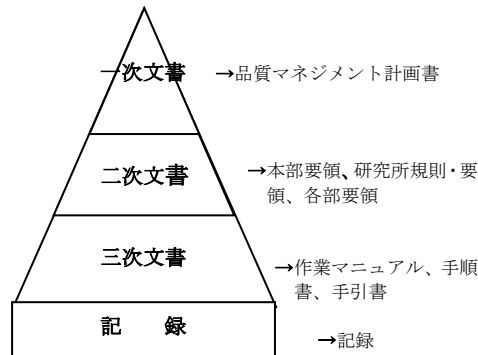 一次文書 →品質マネジメント計画書
二次文書 →本部要領、研究所規則・要
領、各部要領
三次文書
→作業マニュアル、手順
書、手引書
記　録
→記録